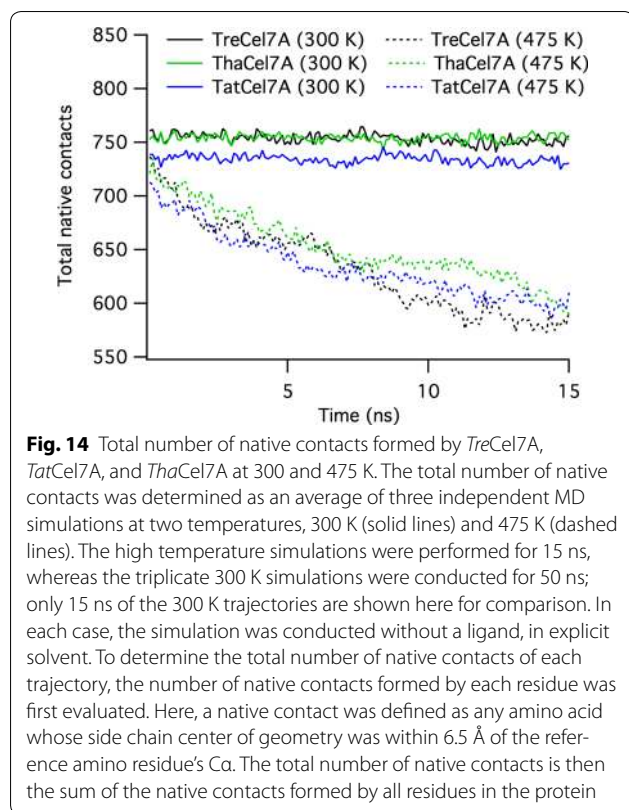 850
800
750
700
650
600
550
Total native contacts
TreCel7A (300 K)
TreCel7A (475 K)
ThaCel7A (300 K)
ThaCel7A (475 K)
TatCel7A (300 K)
TatCel7A (475 K)
5
10
15
Time (ns)
Fig. 14 Total number of native contacts formed by TreCel7A,
TatCel7A, and ThaCel7A at 300 and 475 K. The total number of native
contacts was determined as an average of three independent MD
simulations at two temperatures, 300 K (solid lines) and 475 K (dashed
lines). The high temperature simulations were performed for 15 ns,
whereas the triplicate 300 K simulations were conducted for 50 ns;
only 15 ns of the 300 K trajectories are shown here for comparison. In
each case, the simulation was conducted without a ligand, in explicit
solvent. To determine the total number of native contacts of each
trajectory, the number of native contacts formed by each residue was
first evaluated. Here, a native contact was defined as any amino acid
whose side chain center of geometry was within 6.5 Å of the refer-
ence amino residue's Cα. The total number of native contacts is then
the sum of the native contacts formed by all residues in the protein